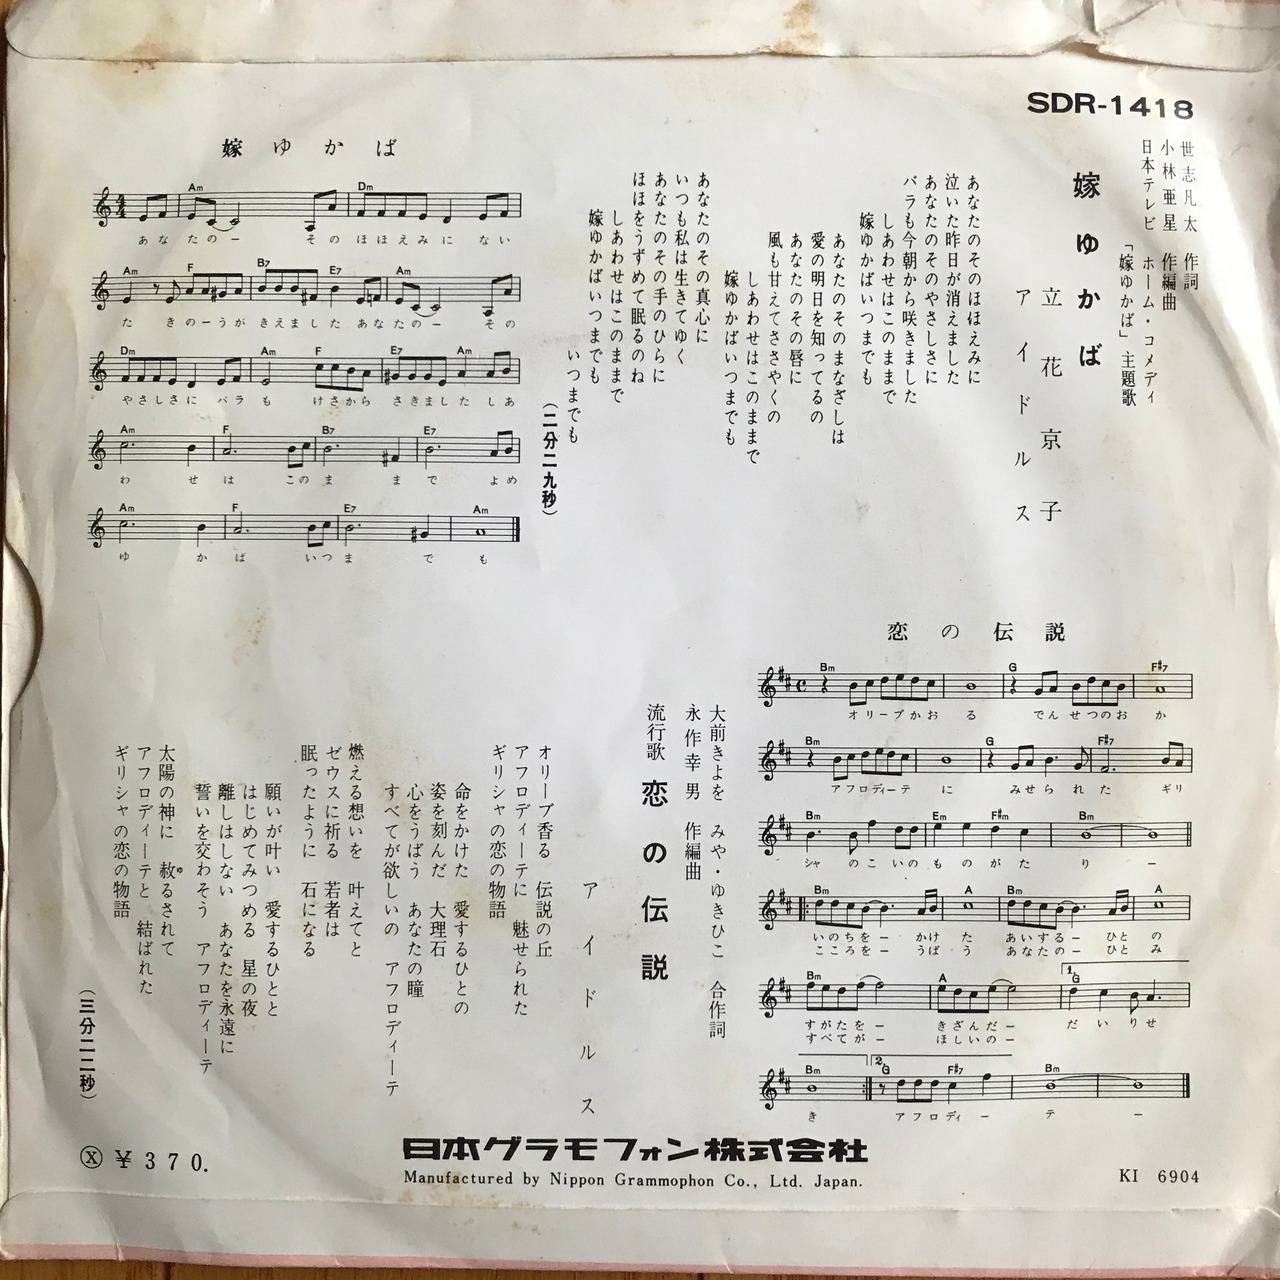 SDR-1418
世志凡太 作詞
小林亜星 作編曲
日本テレビ ホーム・コメディ
「嫁ゆかば」主題歌
嫁ゆかば
立花京子
アイドルス
あなたのそのほほえみに
泣いた昨日が消えました
あなたのそのやさしさに
バラも今朝から咲きました
しあわせはこのままで
嫁ゆかばいつまでも
あなたのそのまなざしは
愛の明日を知ってるの
あなたのその唇に
風も甘えてささやくの
しあわせはこのままで
嫁ゆかばいつまでも
あなたのその真心に
いつも私は生きてゆく
あなたのその手のひらに
ほほをうずめて眠るのね
しあわせはこのままで
嫁ゆかばいつまでも
いつまでも
(二分二九秒)
嫁ゆかば
Am Dm
あなたのー そのほほえみに ない
Am F B7 E7 Am
た きのーうが きえました あなたのー その
Dm Am F E7 Am
やさしさに バラ も けさから さきました しあ
Am F B7 E7
わ せ は このま ま で よめ
Am F E7 Am
ゆ か ば いつま で も
恋の伝説
Bm G F#7
オリーブかお る でん せつのお か
Bm G F#7
アフロディーテ に みせ られ た ギリ
Bm Em F#m Bm
シャ の こ い の も の が た り ー
Bm A Bm A
いのちをー かけ た あいするー ひと の
こころをー うば う あなたのー ひと み
Bm A 1. G
すがたをー きざんだー だ い り せ
すべてがー ほしいのー
Bm 2. G F#7 Bm
き アフロディ ー テ ー
大前きよを みや・ゆきひこ 合作詞
永作幸男 作編曲
流行歌 恋の伝説
アイドルス
オリーブ香る 伝説の丘
アフロディーテに 魅せられた
ギリシャの恋の物語
命をかけた 愛するひとの
姿を刻んだ 大理石
心をうばう あなたの瞳
すべてが欲しいの アフロディーテ
燃える想いを 叶えてと
ゼウスに祈る 若者は
眠ったように 石になる
願いが叶い 愛するひとと
はじめてみつめる 星の夜
離しはしない あなたを永遠に
誓いを交わそう アフロディーテ
太陽の神に 赦るされて
ゆ
アフロディーテと 結ばれた
ギリシャの恋の物語
(三分二二秒)
Ⓧ ¥370.
日本グラモフォン株式会社
Manufactured by Nippon Grammophon Co., Ltd. Japan.
KI 6904